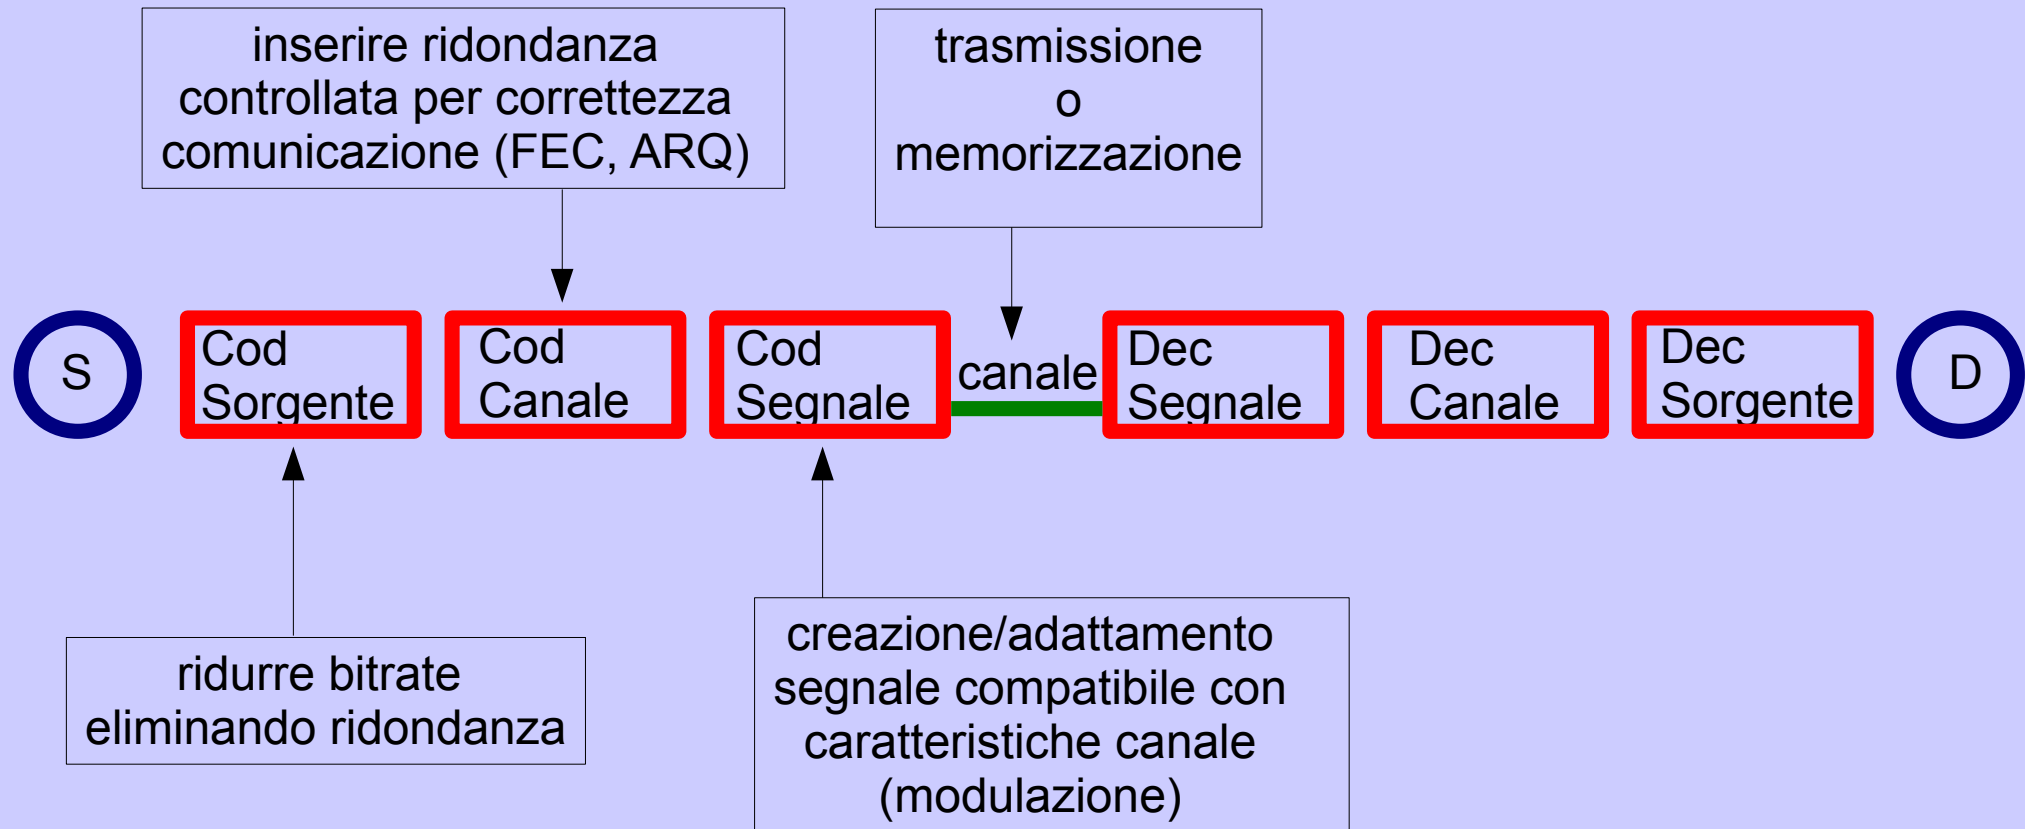 inserire ridondanza
controllata per correttezza
comunicazione (FEC, ARQ)
trasmissione
o
memorizzazione
S
Cod
Sorgente
Cod
Canale
Cod
Segnale
canale
Dec
Segnale
Dec
Canale
Dec
Sorgente
D
ridurre bitrate
eliminando ridondanza
creazione/adattamento
segnale compatibile con
caratteristiche canale
(modulazione)